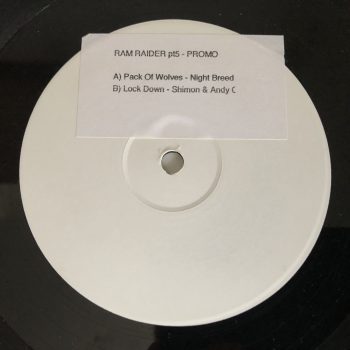 RAM RAIDER pt5 - PROMO
A) Pack Of Wolves - Night Breed
B) Lock Down - Shimon & Andy C